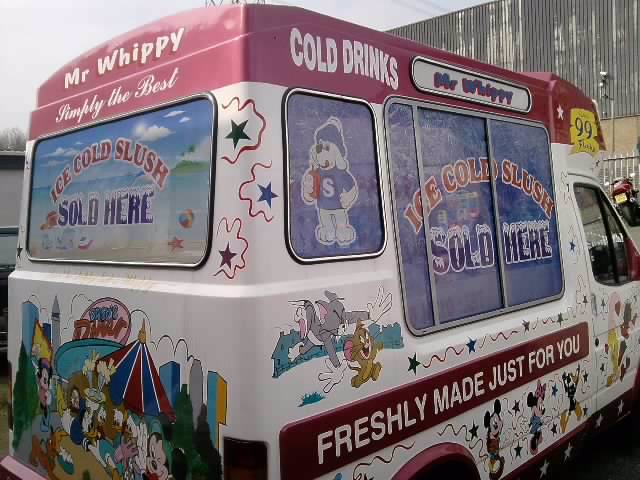 Mr Whippy
Simply the Best
ICE COLD SLUSH
SOLD HERE
COLD DRINKS
Mr Whippy
S
ICE COLD SLUSH
SOLD HERE
99
FRESHLY MADE JUST FOR YOU